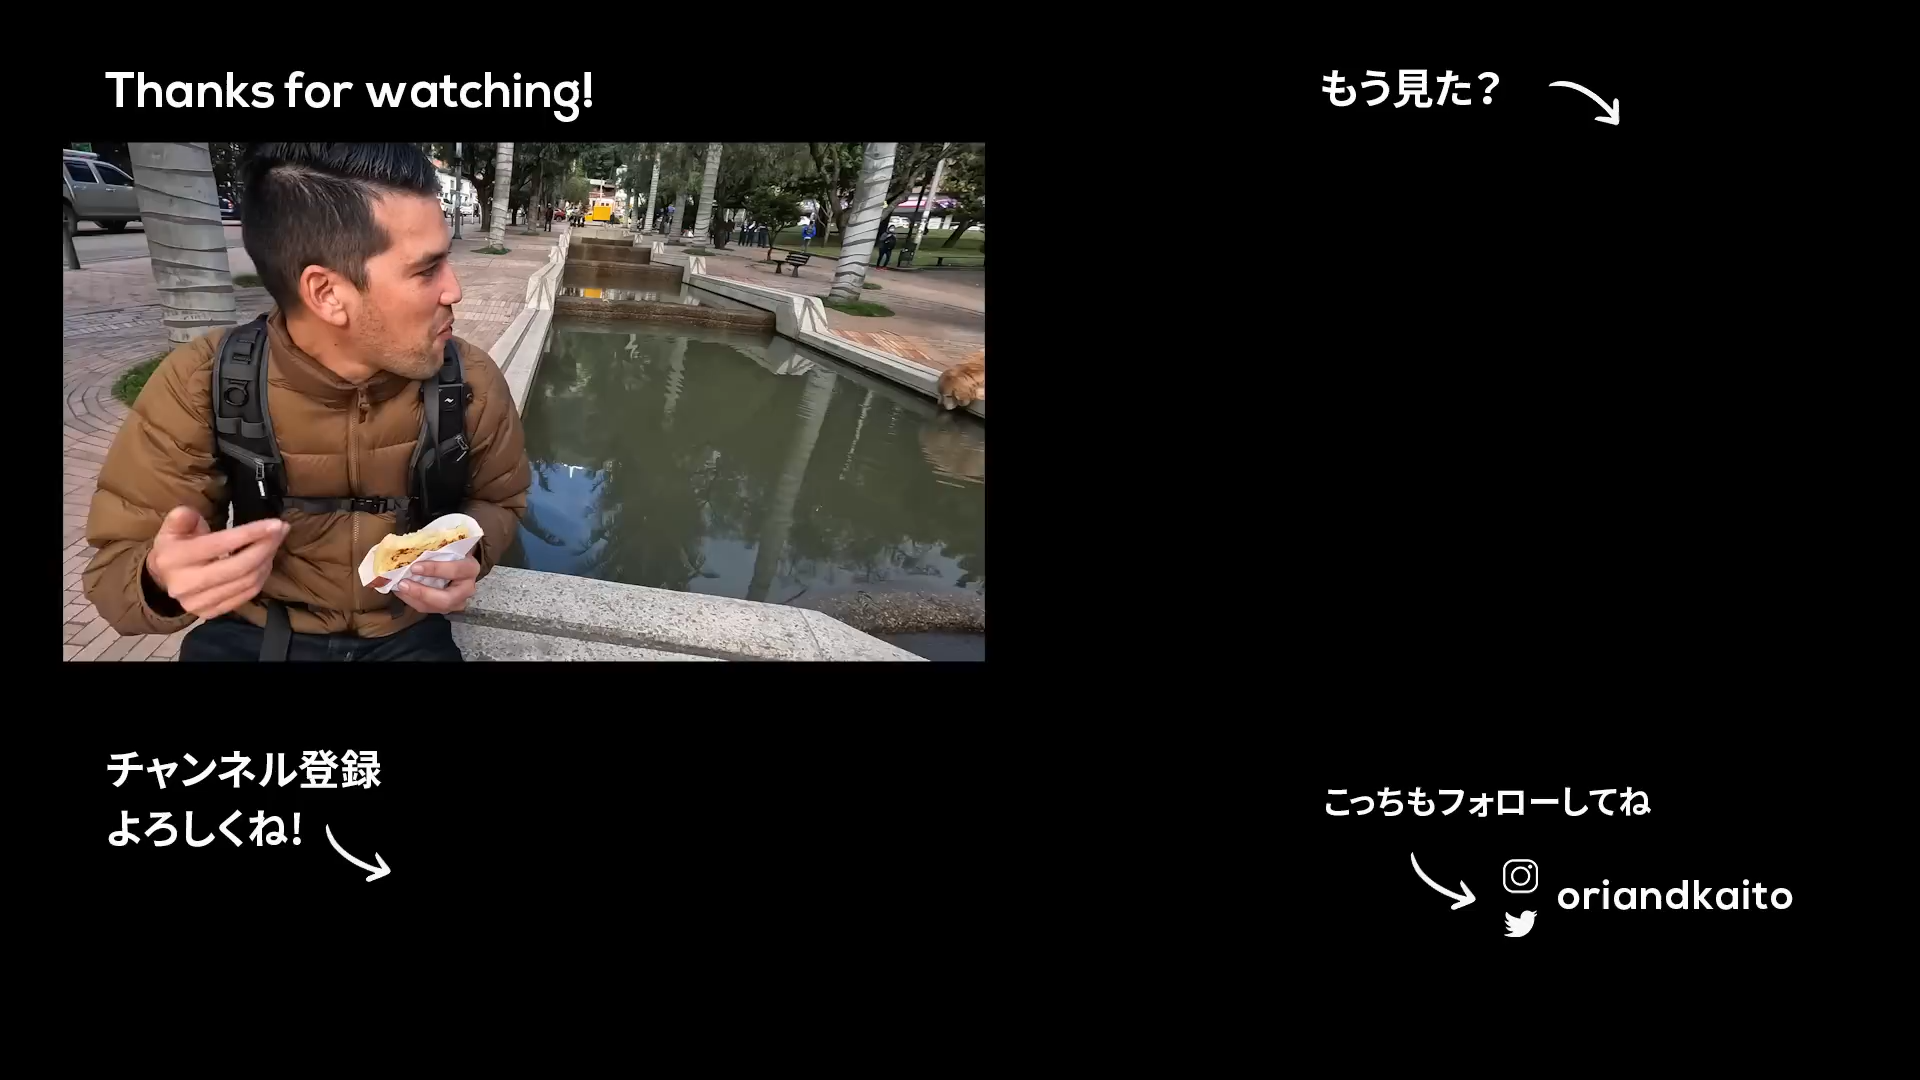 Thanks for watching!
もう見た?
チャンネル登録
よろしくね!
こっちもフォローしてね
oriandkaito